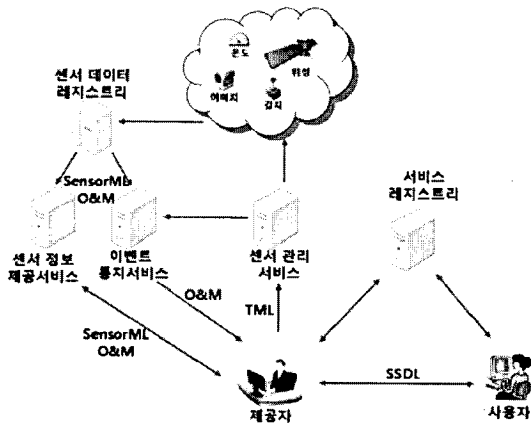 온도
위성
이미지
감지
센서 데이터
레지스트리
SensorML
O&M
서비스
레지스트리
센서 정보
제공서비스
이벤트
통지서비스
센서 관리
서비스
O&M
TML
SensorML
O&M
SSDL
제공자
사용자